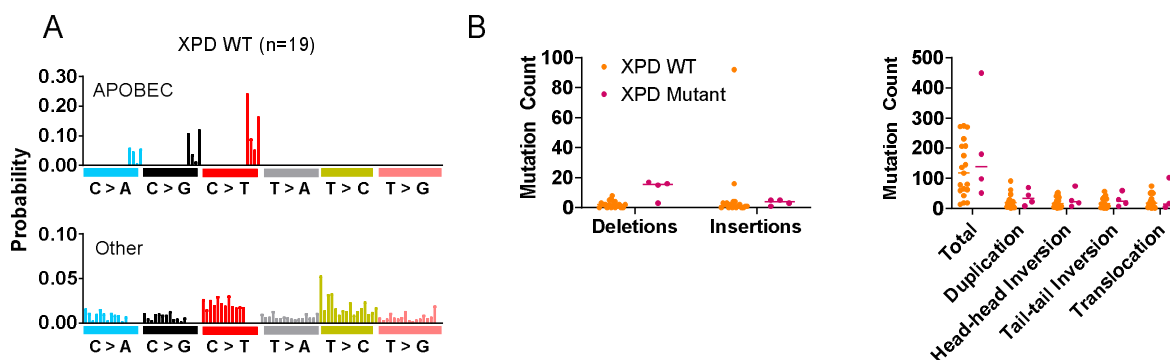 A
XPD WT (n=19)
Probability
0.30
0.20
0.10
0.00
APOBEC
C > A C > G C > T T > A T > C T > G
0.10
0.05
0.00
Other
C > A C > G C > T T > A T > C T > G
B
Mutation Count
100
80
60
40
20
0
XPD WT
XPD Mutant
Deletions Insertions
Mutation Count
500
400
300
200
100
0
Total
Duplication
Head-head Inversion
Tail-tail Inversion
Translocation